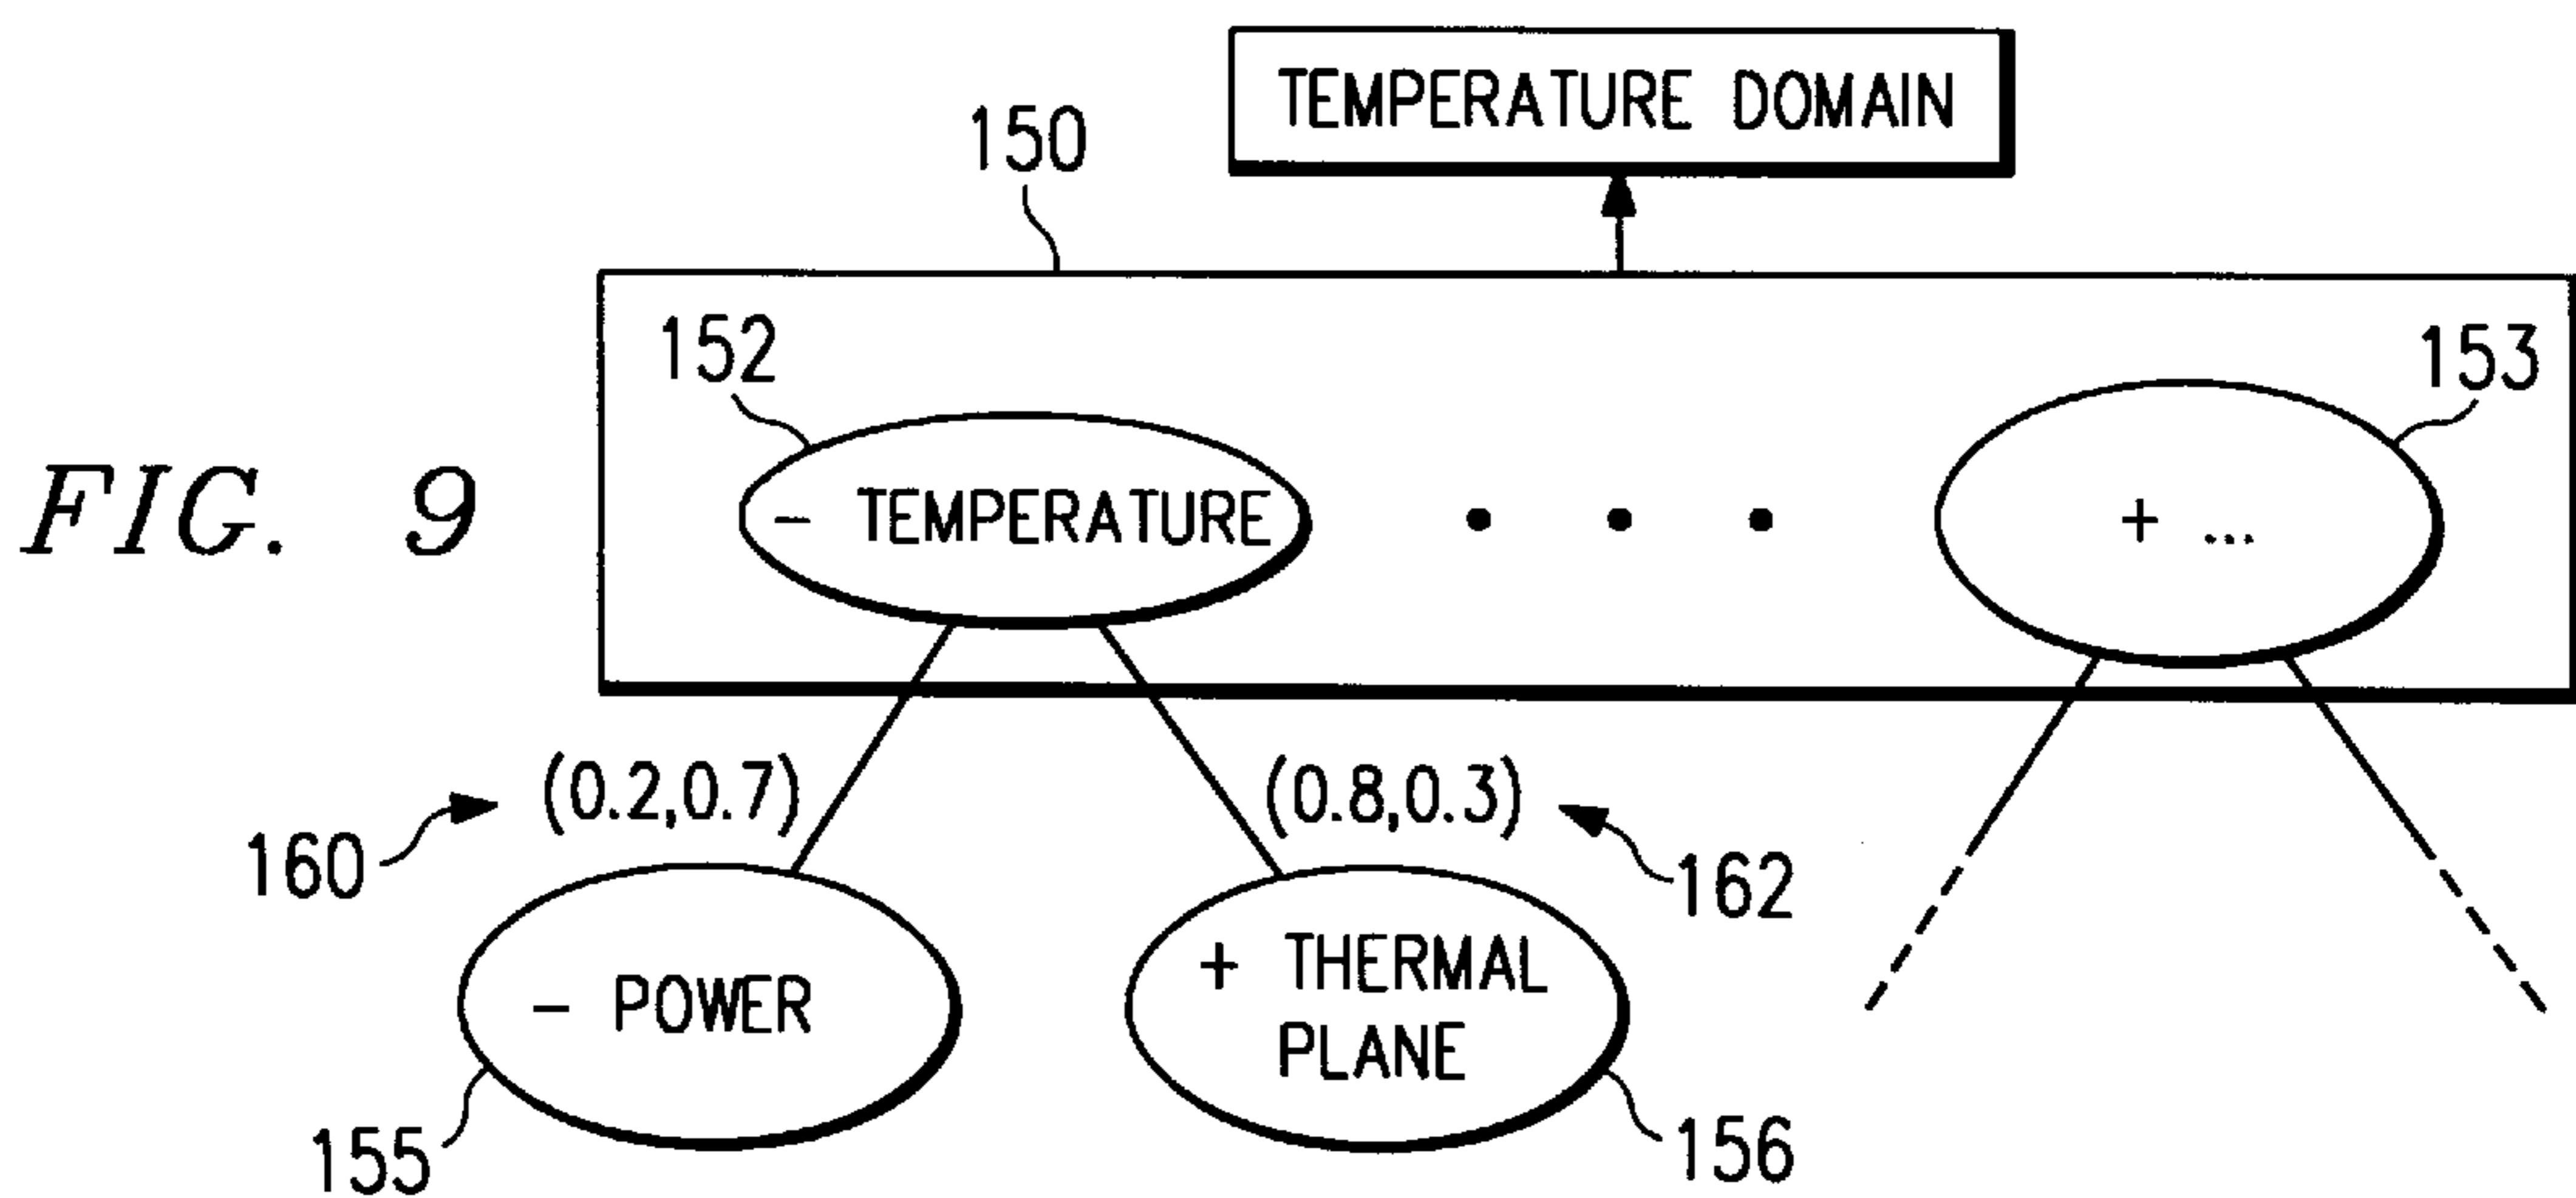 TEMPERATURE DOMAIN
150
152
153
FIG. 9
- TEMPERATURE
• • •
+ ...
(0.2,0.7)
(0.8,0.3)
160
162
- POWER
+ THERMAL
PLANE
155
156